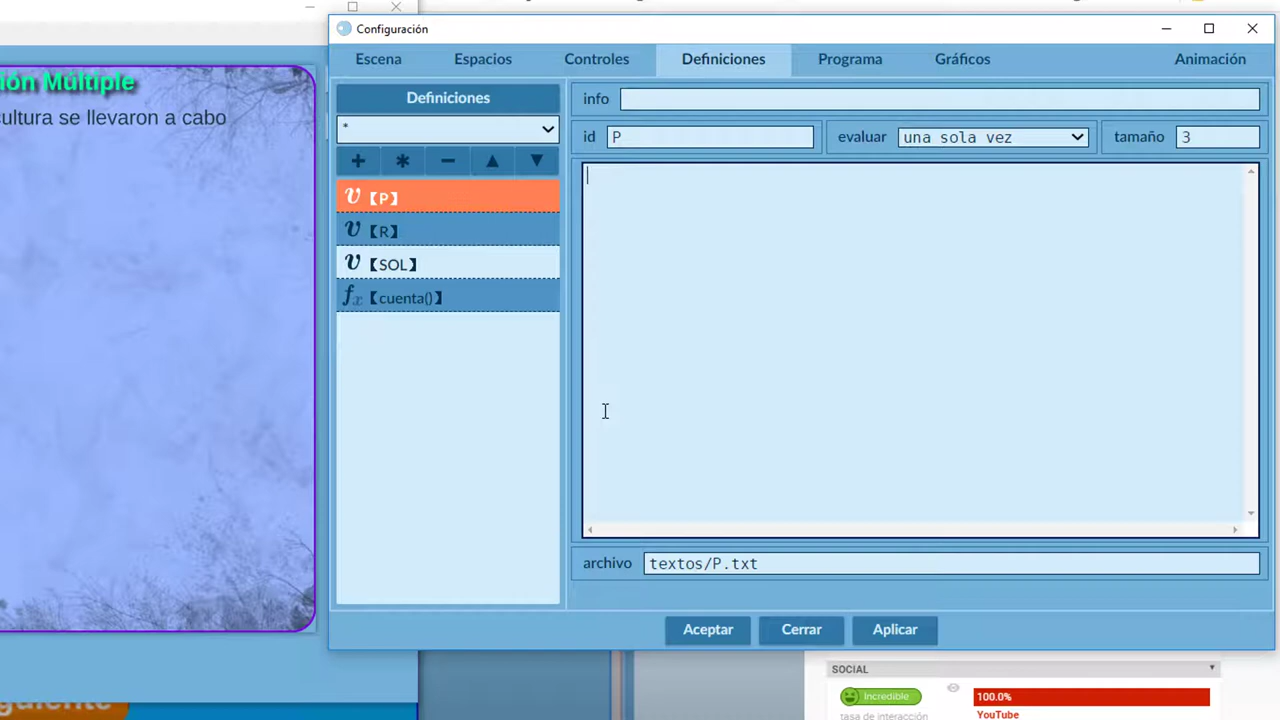 Configuración
Escena Espacios Controles Definiciones Programa Gráficos Animación
Definiciones
*
+ * − ▲ ▼
v 【P】
v 【R】
v 【SOL】
fx 【cuenta()】
info
id P evaluar una sola vez tamaño 3
archivo textos/P.txt
Aceptar Cerrar Aplicar
ión Múltiple
cultura se llevaron a cabo
guiente
SOCIAL
Incredible 100.0%
tasa de interacción YouTube